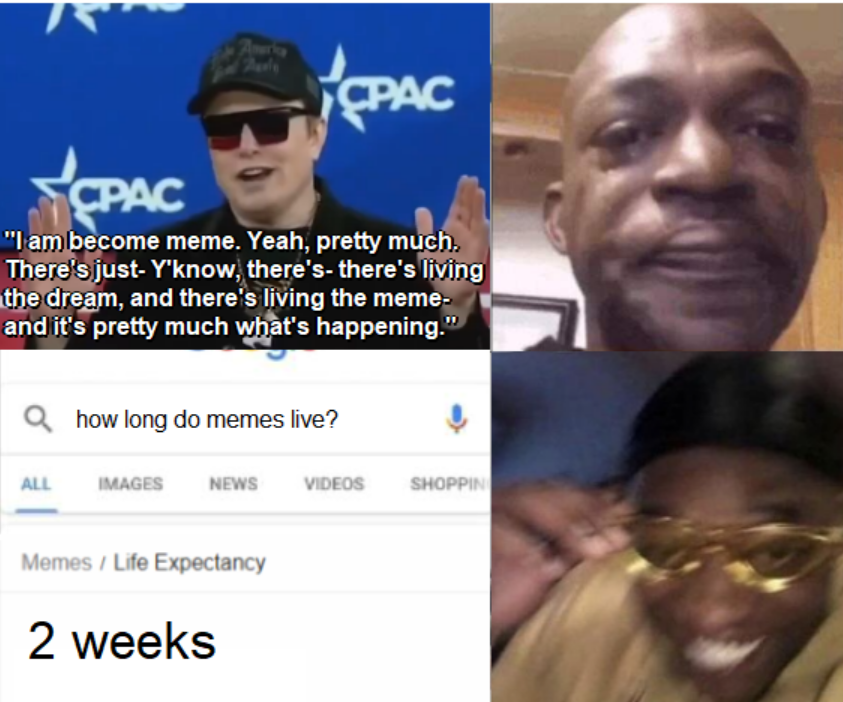 CPAC
CPAC
CPAC
"I am become meme. Yeah, pretty much.
There's just- Y'know, there's- there's living
the dream, and there's living the meme-
and it's pretty much what's happening."
how long do memes live?
ALL IMAGES NEWS VIDEOS SHOPPIN
Memes / Life Expectancy
2 weeks